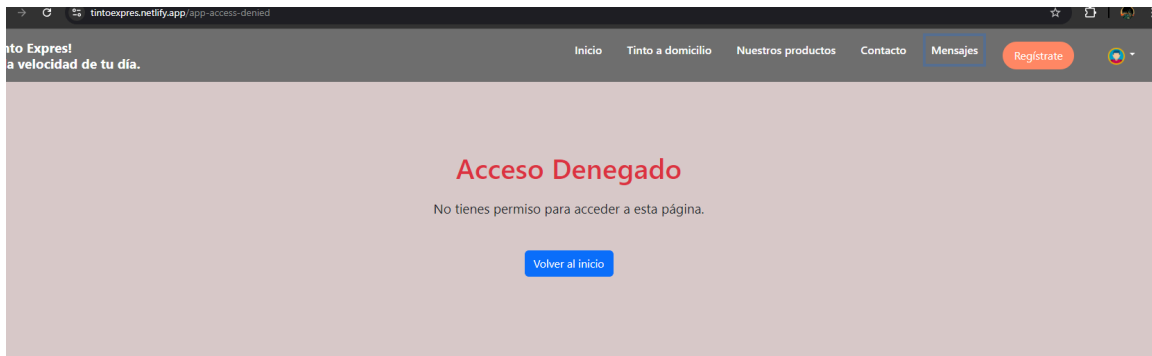 tintoexpres.netlify.app/app-access-denied
Expres!
a velocidad de tu día.
Inicio
Tinto a domicilio
Nuestros productos
Contacto
Mensajes
Regístrate
Acceso Denegado
No tienes permiso para acceder a esta página.
Volver al inicio